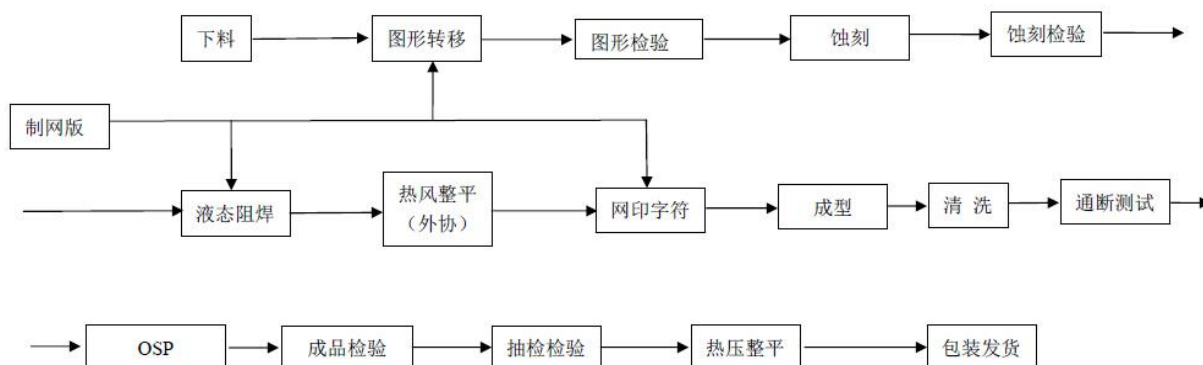 下料
图形转移
图形检验
蚀刻
蚀刻检验
制网版
液态阻焊
热风整平
（外协）
网印字符
成型
清 洗
通断测试
OSP
成品检验
抽检检验
热压整平
包装发货